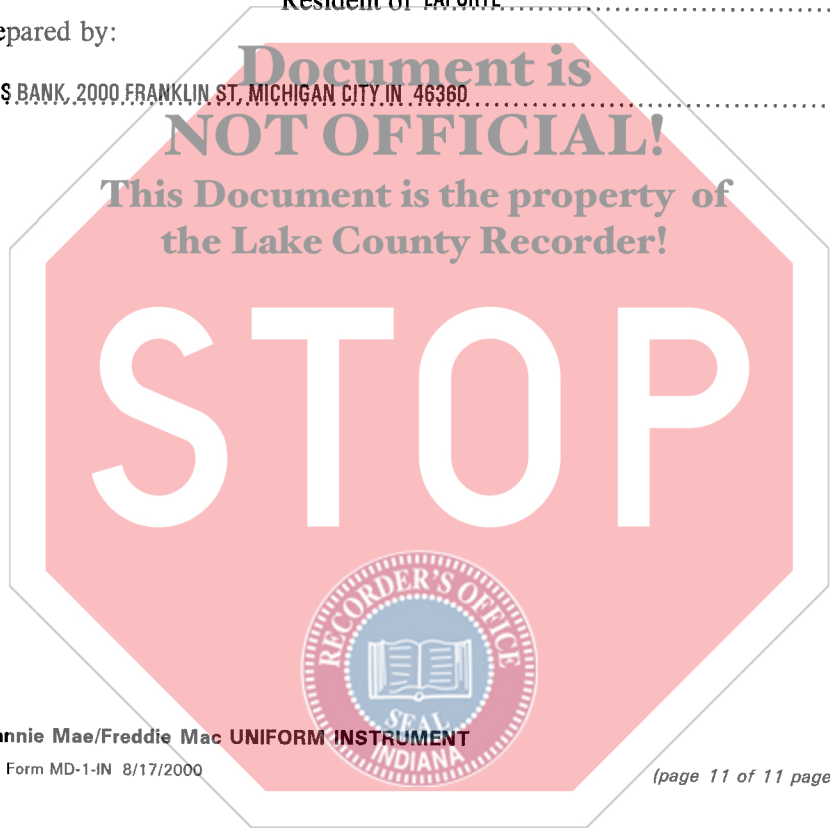 Resident of LAPORTE
epared by:
Document is
S BANK, 2000 FRANKLIN ST, MICHIGAN CITY IN 46360
NOT OFFICIAL!
This Document is the property of
the Lake County Recorder!
STOP
RECORDER'S OFFICE
SEAL
INDIANA
nnie Mae/Freddie Mac UNIFORM INSTRUMENT
Form MD-1-IN 8/17/2000
(page 11 of 11 page